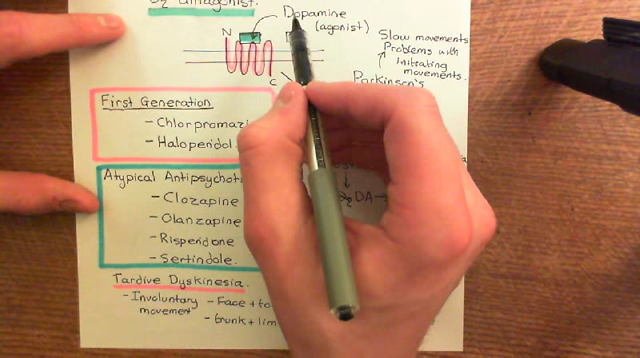 D2 antagonist.
Dopamine
(agonist)
N
C
Slow movements
Problems with
initiating
movements.
Parkinson's
First Generation
- Chlorpromazi
- Haloperidol
Atypical Antipsychot
- Clozapine
- Olanzapine
- Risperidone
- Sertindole.
DA→
Tardive Dyskinesia
- Involuntary
movement
- Face + to
- trunk + lim